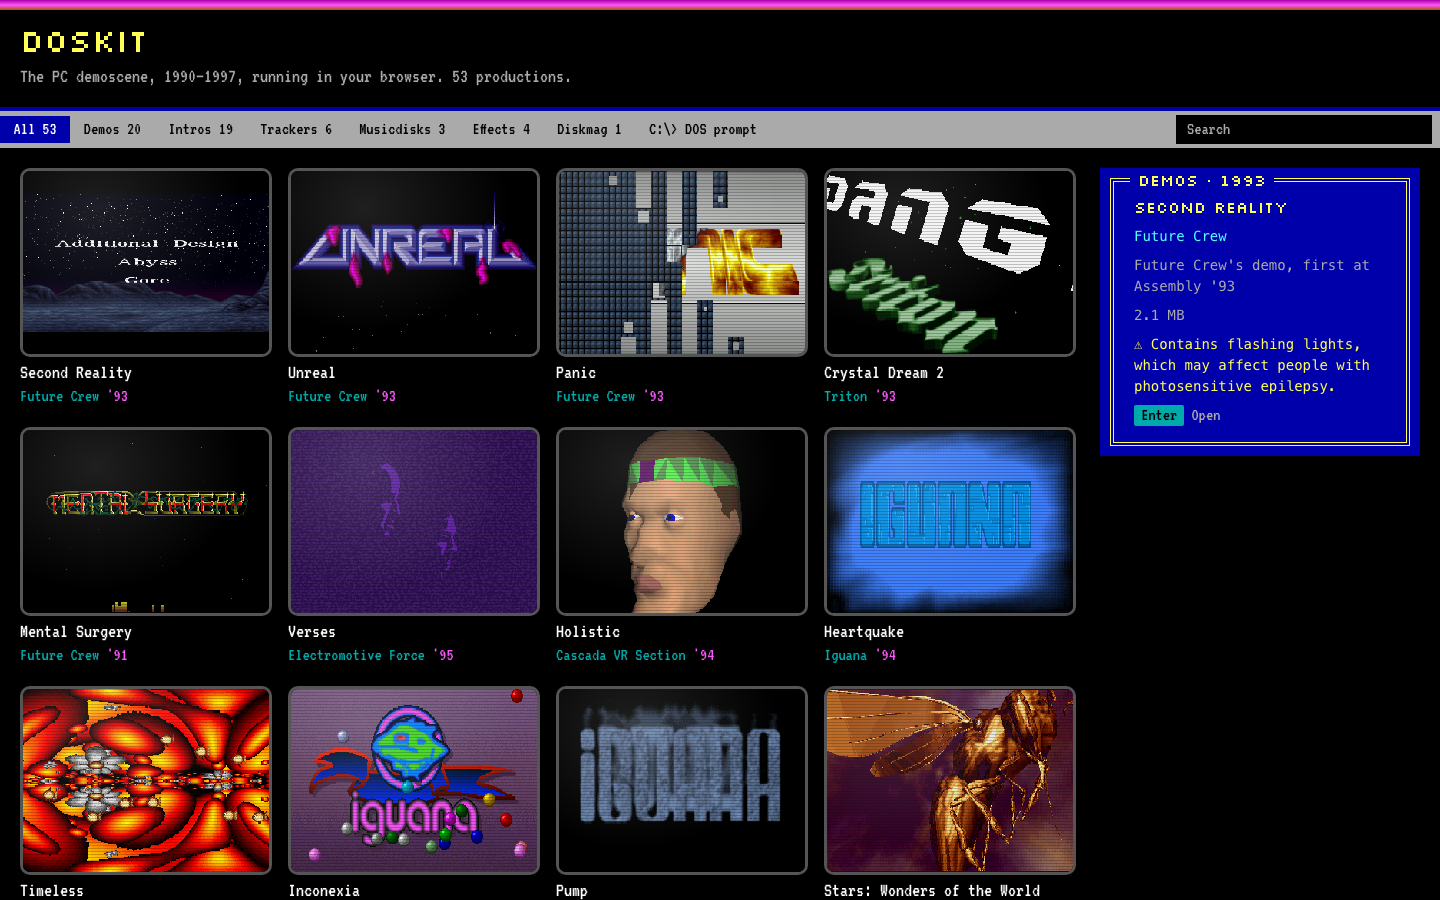 DOSKIT
The PC demoscene, 1990-1997, running in your browser. 53 productions.
All 53 Demos 20 Intros 19 Trackers 6 Musicdisks 3 Effects 4 Diskmag 1 C:\> DOS prompt Search
Additional Design
Abyss
Gore
UNREAL
Triton
Second Reality
Future Crew '93
Unreal
Future Crew '93
Panic
Future Crew '93
Crystal Dream 2
Triton '93
DEMOS · 1993
SECOND REALITY
Future Crew
Future Crew's demo, first at
Assembly '93
2.1 MB
⚠ Contains flashing lights,
which may affect people with
photosensitive epilepsy.
Enter Open
MENTAL SURGERY
IGUANA
Mental Surgery
Future Crew '91
Verses
Electromotive Force '95
Holistic
Cascada VR Section '94
Heartquake
Iguana '94
iguana
Timeless
Inconexia
Pump
Stars: Wonders of the World